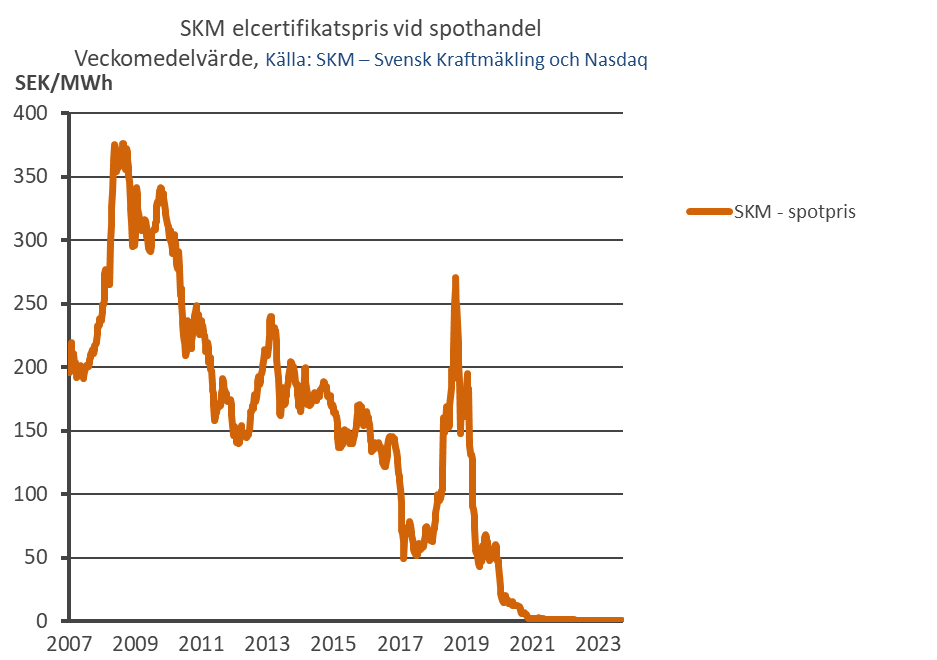 SKM elcertifikatspris vid spothandel
Veckomedelvärde, Källa: SKM – Svensk Kraftmäkling och Nasdaq
SEK/MWh
400
350
300
250
200
150
100
50
0
SKM - spotpris
2007 2009 2011 2013 2015 2017 2019 2021 2023